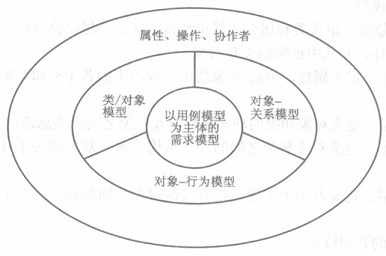 属性、操作、协作者
类/对象
模型
对象-
关系模型
以用例模型
为主体的
需求模型
对象-行为模型